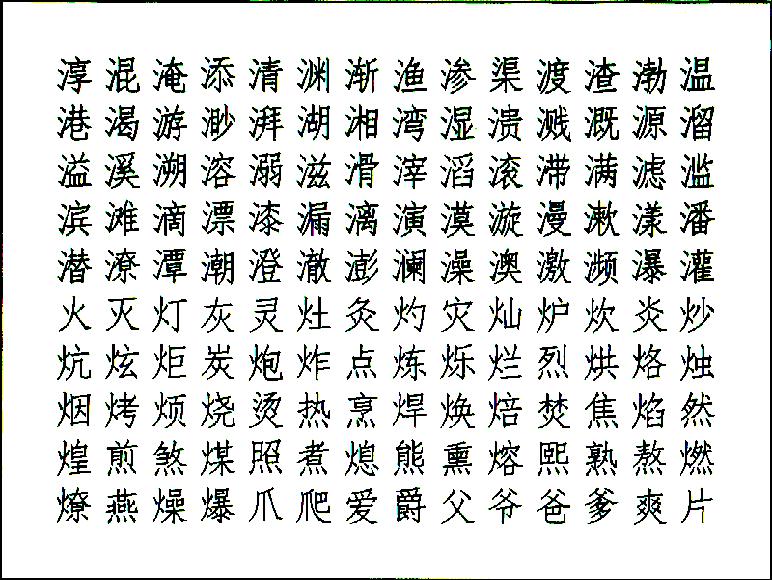 淳 混 淹 添 清 渊 渐 渔 渗 渠 渡 渣 渤 温
港 渴 游 渺 湃 湖 湘 湾 湿 溃 溅 溉 源 溜
溢 溪 溯 溶 溺 滋 滑 滓 滔 滚 滞 满 滤 滥
滨 滩 滴 漂 漆 漏 漓 演 漠 漩 漫 漱 漾 潘
潜 潦 潭 潮 澄 澈 澎 澜 澡 澳 激 濒 瀑 灌
火 灭 灯 灰 灵 灶 灸 灼 灾 灿 炉 炊 炎 炒
炕 炫 炬 炭 炮 炸 点 炼 烁 烂 烈 烘 烙 烛
烟 烤 烦 烧 烫 热 烹 焊 焕 焙 焚 焦 焰 然
煌 煎 煞 煤 照 煮 熄 熊 熏 熔 熙 熟 熬 燃
燎 燕 燥 爆 爪 爬 爱 爵 父 爷 爸 爹 爽 片